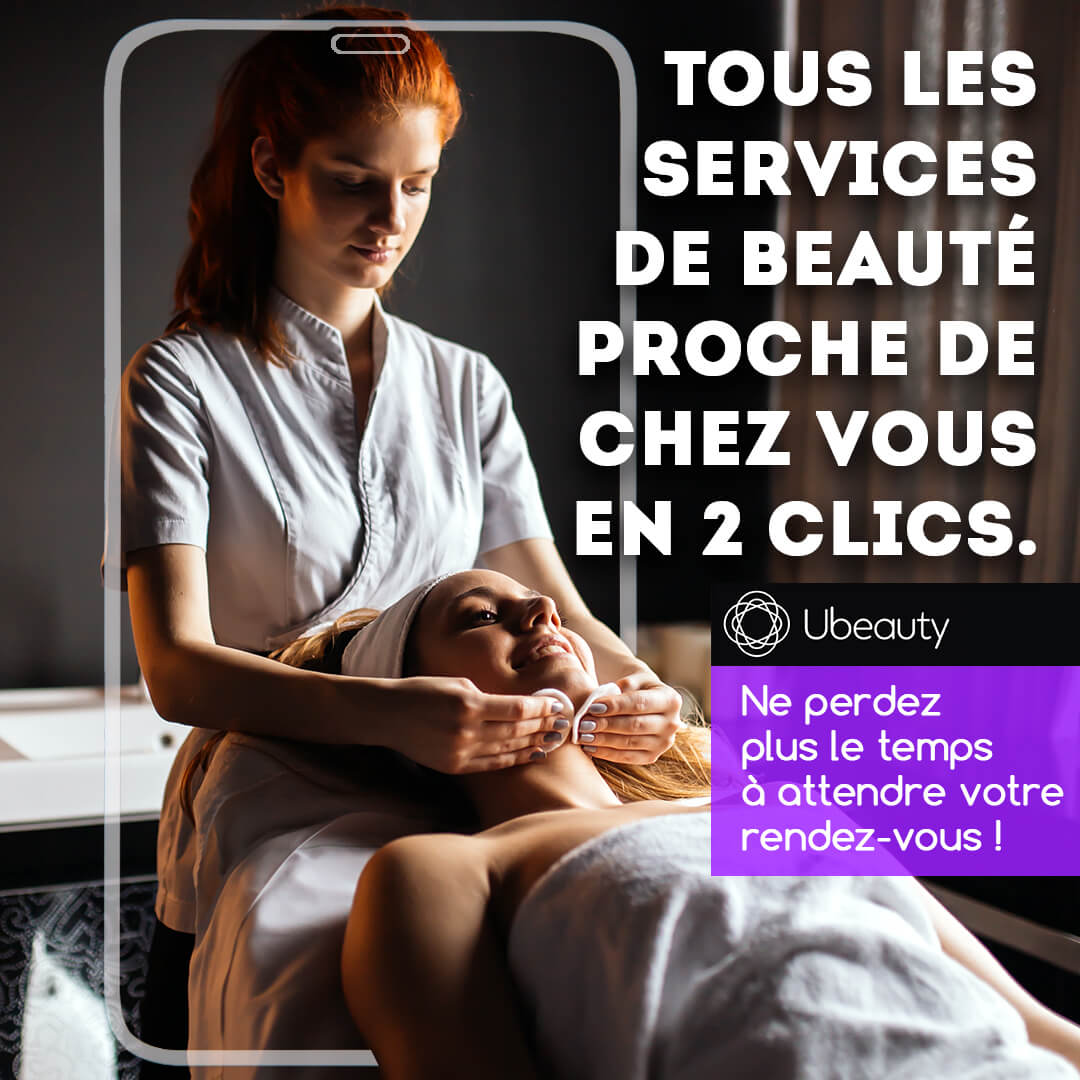 TOUS LES
SERVICES
DE BEAUTÉ
PROCHE DE
CHEZ VOUS
EN 2 CLICS.
Ubeauty
Ne perdez
plus le temps
à attendre votre
rendez-vous !